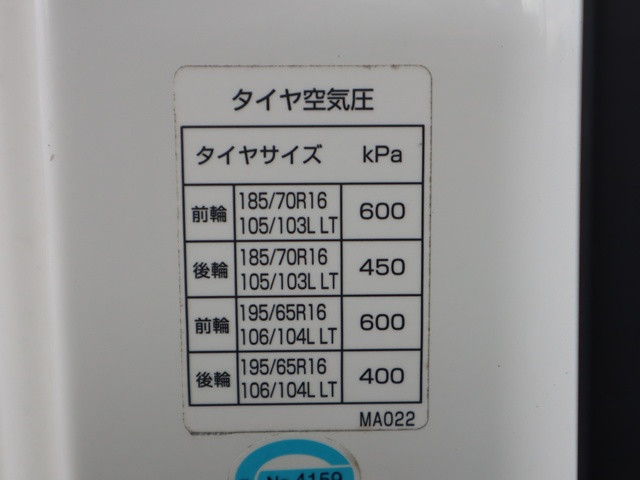 タイヤ空気圧
タイヤサイズ kPa
前輪 185/70R16 105/103L LT 600
後輪 185/70R16 105/103L LT 450
前輪 195/65R16 106/104L LT 600
後輪 195/65R16 106/104L LT 400
MA022
No 4159